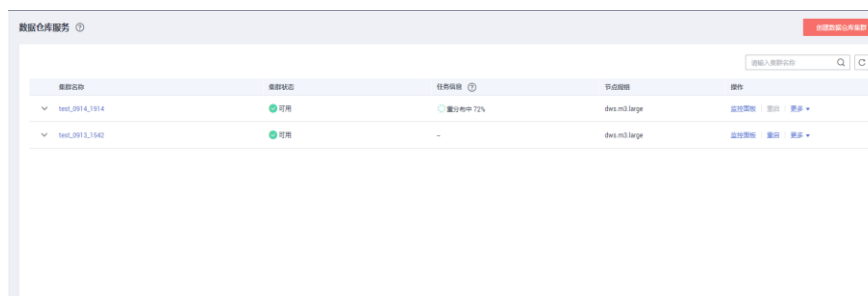 数据仓库服务
创建数据仓库集群
请输入集群名称
集群名称 集群状态 任务信息 节点规格 操作
test_0914_1914 可用 重分布中 72% dws.m3.large 监控面板 重启 更多
test_0913_1542 可用 -- dws.m3.large 监控面板 重启 更多